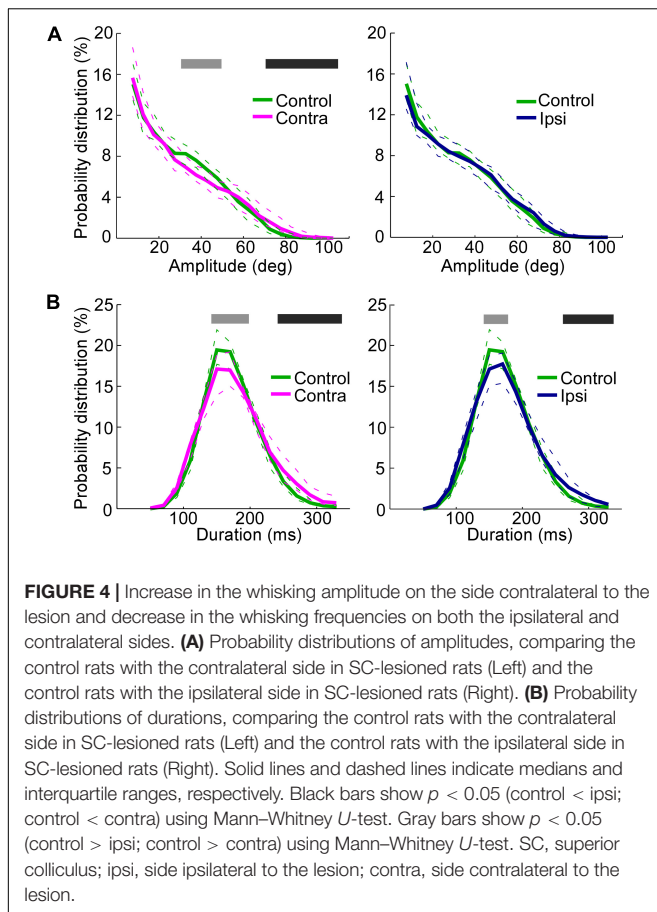 A
Probability distribution (%)
20
16
12
8
4
0
Control
Contra
20 40 60 80 100
Amplitude (deg)
20
16
12
8
4
0
Control
Ipsi
20 40 60 80 100
Amplitude (deg)
B
Probability distribution (%)
25
20
15
10
5
0
Control
Contra
100 200 300
Duration (ms)
25
20
15
10
5
0
Control
Ipsi
100 200 300
Duration (ms)
FIGURE 4 | Increase in the whisking amplitude on the side contralateral to the
lesion and decrease in the whisking frequencies on both the ipsilateral and
contralateral sides. (A) Probability distributions of amplitudes, comparing the
control rats with the contralateral side in SC-lesioned rats (Left) and the
control rats with the ipsilateral side in SC-lesioned rats (Right). (B) Probability
distributions of durations, comparing the control rats with the contralateral
side in SC-lesioned rats (Left) and the control rats with the ipsilateral side in
SC-lesioned rats (Right). Solid lines and dashed lines indicate medians and
interquartile ranges, respectively. Black bars show p < 0.05 (control < ipsi;
control < contra) using Mann–Whitney U-test. Gray bars show p < 0.05
(control > ipsi; control > contra) using Mann–Whitney U-test. SC, superior
colliculus; ipsi, side ipsilateral to the lesion; contra, side contralateral to the
lesion.